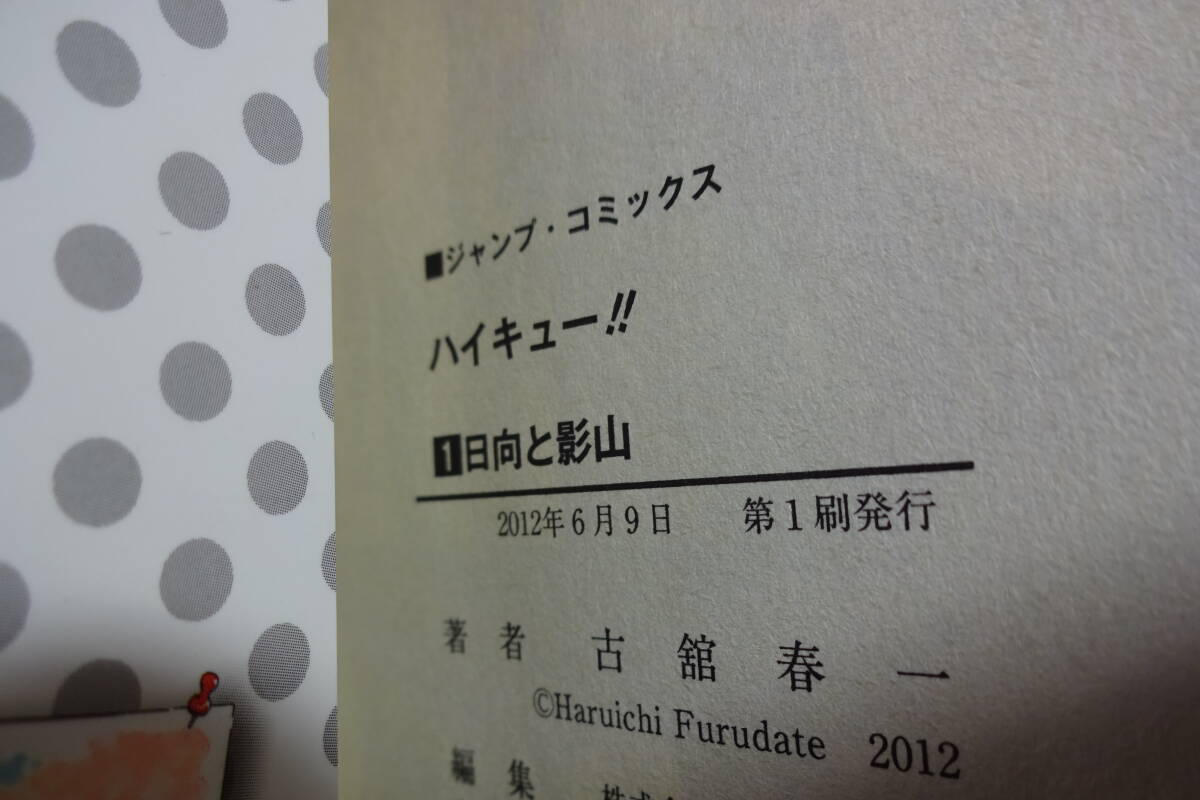 ■ジャンプ・コミックス
ハイキュー!!
1日向と影山
2012年6月9日 第1刷発行
著者 古舘春一
©Haruichi Furudate 2012
編集